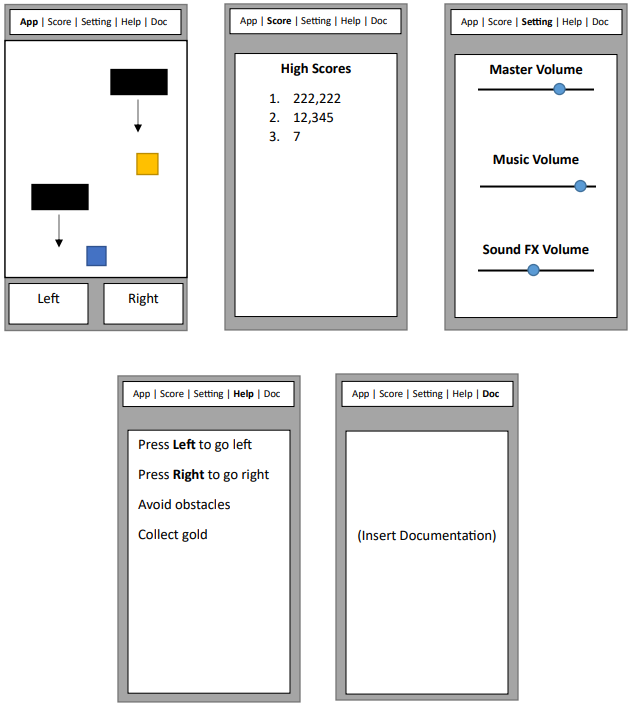 App | Score | Setting | Help | Doc
Left
Right
App | Score | Setting | Help | Doc
High Scores
1. 222,222
2. 12,345
3. 7
App | Score | Setting | Help | Doc
Master Volume
Music Volume
Sound FX Volume
App | Score | Setting | Help | Doc
Press Left to go left
Press Right to go right
Avoid obstacles
Collect gold
App | Score | Setting | Help | Doc
(Insert Documentation)